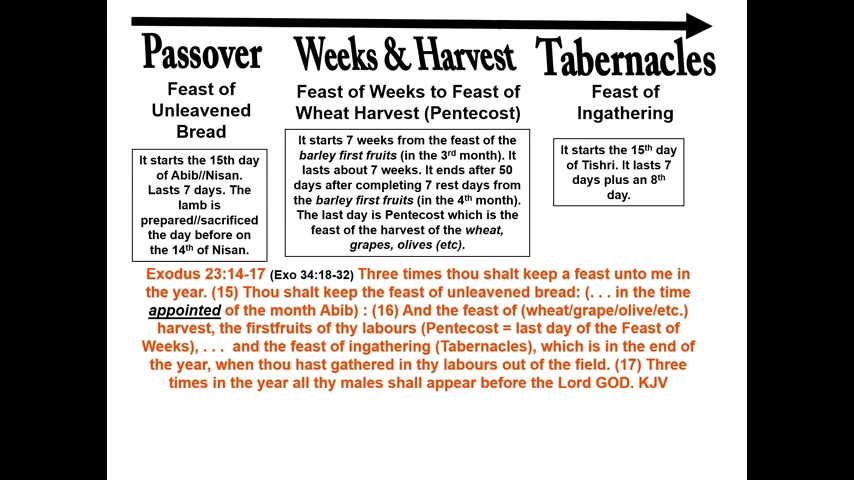 Passover
Feast of
Unleavened
Bread
It starts the 15th day
of Abib//Nisan.
Lasts 7 days. The
lamb is
prepared//sacrificed
the day before on
the 14th of Nisan.
Weeks & Harvest
Feast of Weeks to Feast of
Wheat Harvest (Pentecost)
It starts 7 weeks from the feast of the
barley first fruits (in the 3rd month). It
lasts about 7 weeks. It ends after 50
days after completing 7 rest days from
the barley first fruits (in the 4th month).
The last day is Pentecost which is the
feast of the harvest of the wheat,
grapes, olives (etc).
Tabernacles
Feast of
Ingathering
It starts the 15th day
of Tishri. It lasts 7
days plus an 8th
day.
Exodus 23:14-17 (Exo 34:18-32) Three times thou shalt keep a feast unto me in
the year. (15) Thou shalt keep the feast of unleavened bread: (. . . in the time
appointed of the month Abib) : (16) And the feast of (wheat/grape/olive/etc.)
harvest, the firstfruits of thy labours (Pentecost = last day of the Feast of
Weeks), . . . and the feast of ingathering (Tabernacles), which is in the end of
the year, when thou hast gathered in thy labours out of the field. (17) Three
times in the year all thy males shall appear before the Lord GOD. KJV